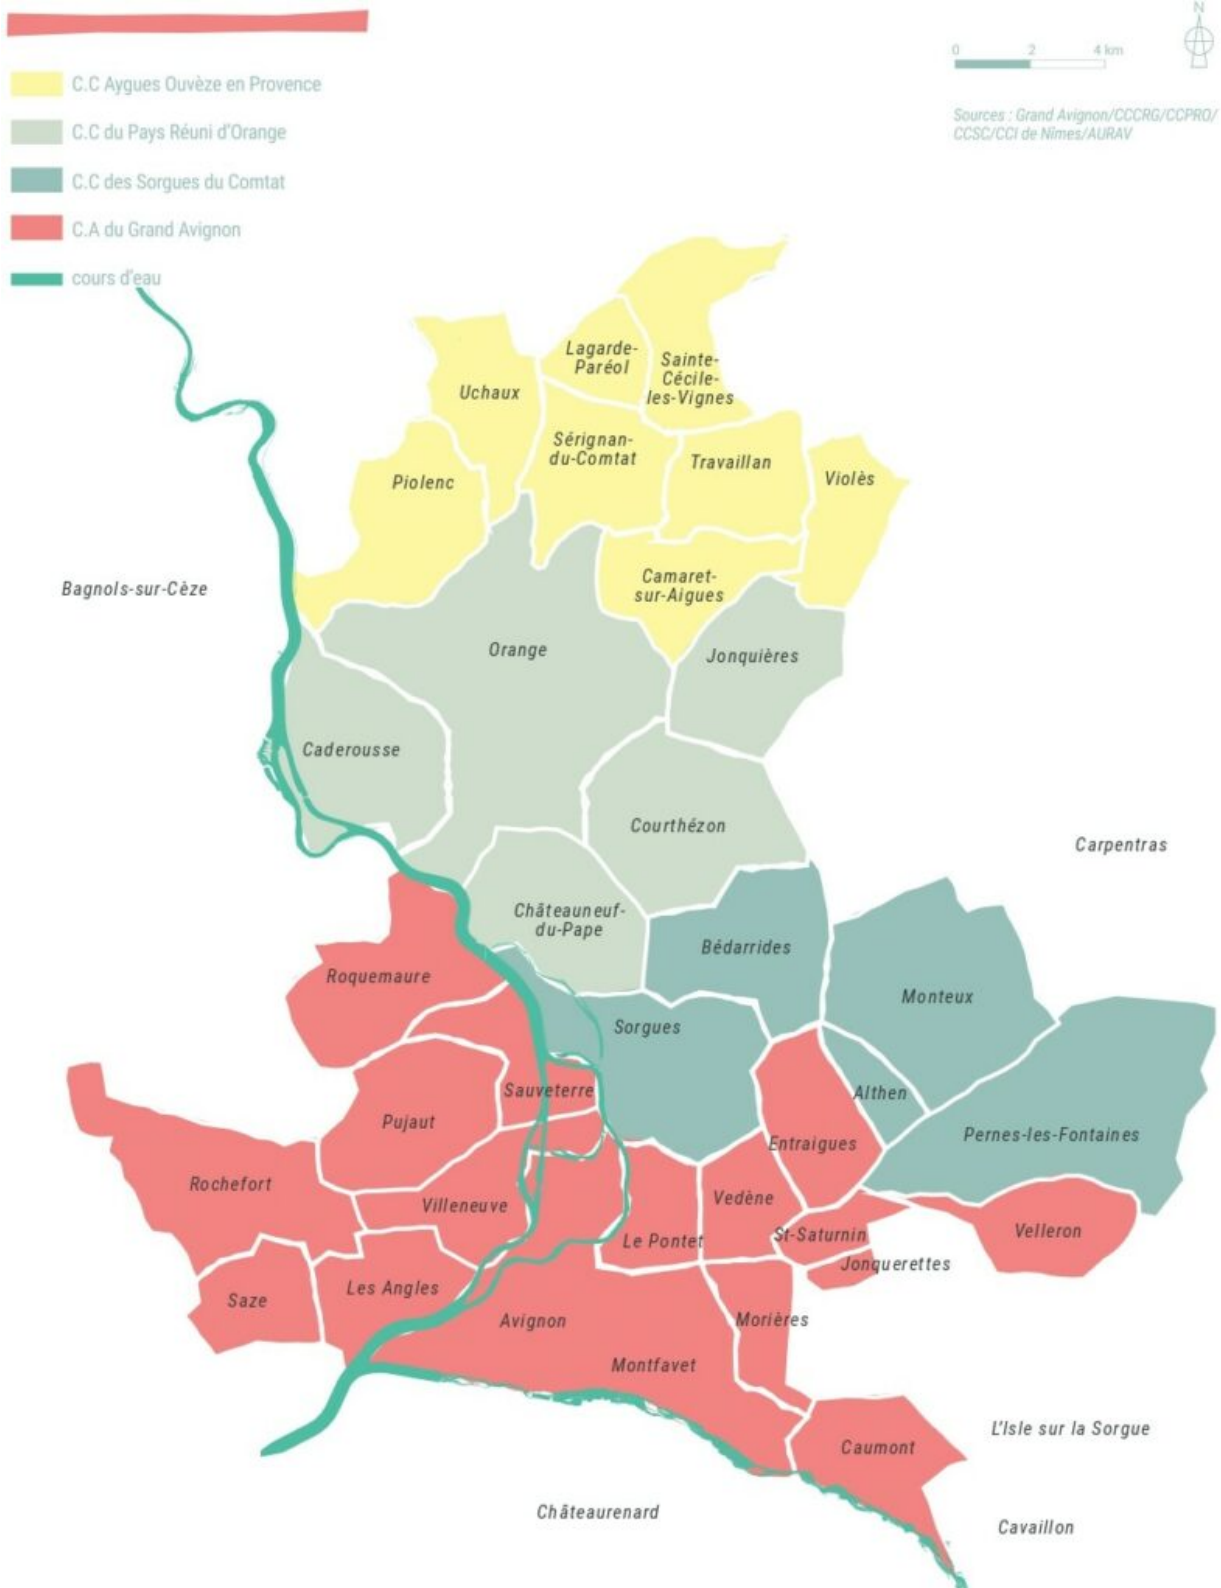 N
0 2 4 km
Sources : Grand Avignon/CCCRG/CCPRO/
CCSC/CCI de Nîmes/AURAV
C.C Aygues Ouvèze en Provence
C.C du Pays Réuni d'Orange
C.C des Sorgues du Comtat
C.A du Grand Avignon
cours d'eau
Lagarde-
Paréol
Sainte-
Cécile-
les-Vignes
Uchaux
Sérignan-
du-Comtat
Travaillan
Violès
Piolenc
Camaret-
sur-Aigues
Bagnols-sur-Cèze
Orange
Jonquières
Caderousse
Courthézon
Carpentras
Châteauneuf-
du-Pape
Bédarrides
Roquemaure
Monteux
Sorgues
Sauveterre
Althen
Pujaut
Entraigues
Pernes-les-Fontaines
Rochefort
Villeneuve
Vedène
Le Pontet
St-Saturnin
Velleron
Jonquerettes
Les Angles
Saze
Avignon
Morières
Montfavet
L'Isle sur la Sorgue
Caumont
Châteaurenard
Cavaillon